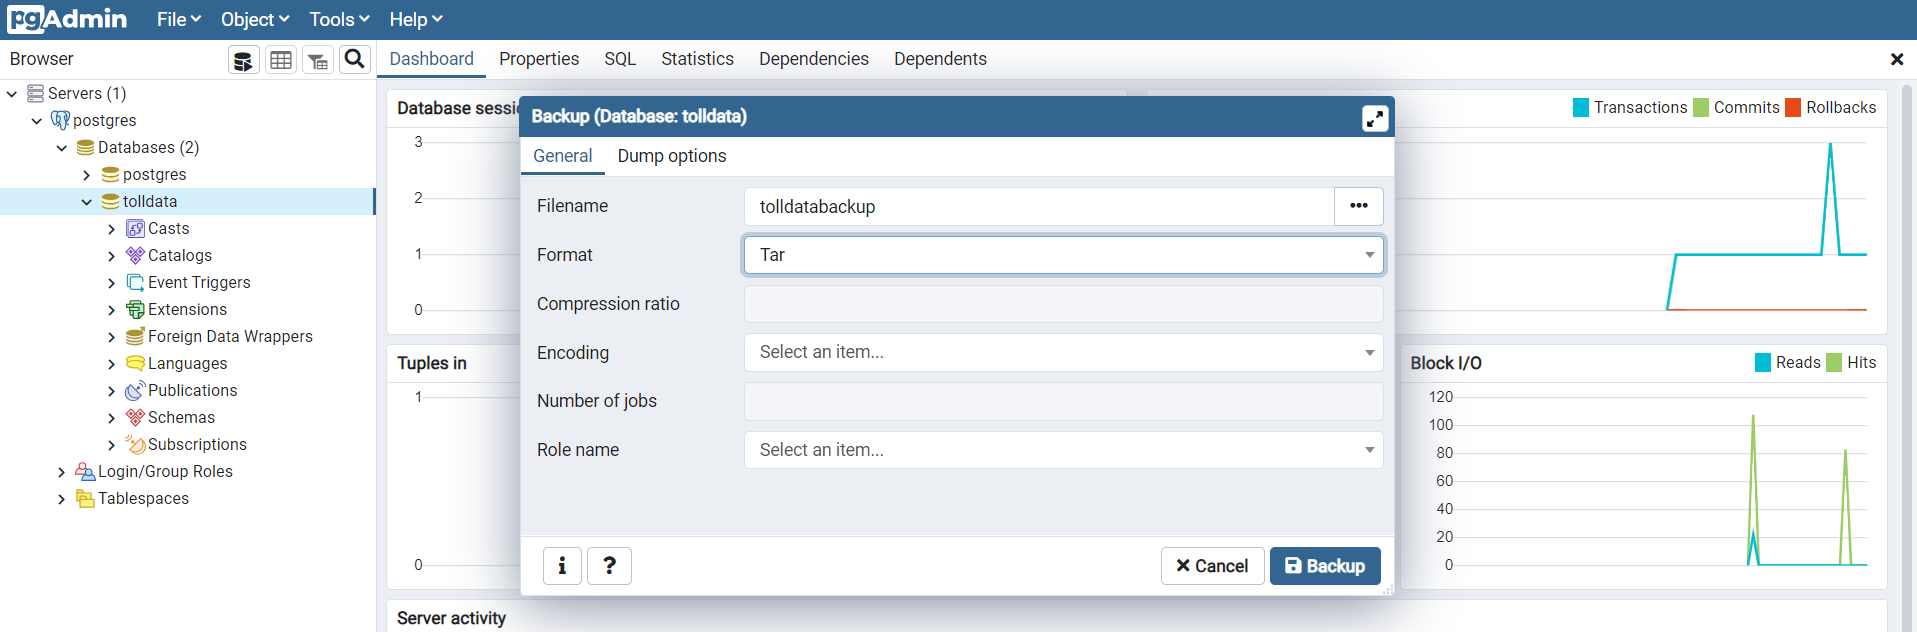 pgAdmin File Object Tools Help
Browser
Dashboard Properties SQL Statistics Dependencies Dependents
Servers (1)
postgres
Databases (2)
postgres
tolldata
Casts
Catalogs
Event Triggers
Extensions
Foreign Data Wrappers
Languages
Publications
Schemas
Subscriptions
Login/Group Roles
Tablespaces
Database sessi
3
2
1
0
Transactions Commits Rollbacks
Tuples in
1
0
Block I/O Reads Hits
120
100
80
60
40
20
0
Server activity
Backup (Database: tolldata)
General Dump options
Filename tolldatabackup
Format Tar
Compression ratio
Encoding Select an item...
Number of jobs
Role name Select an item...
i ? Cancel Backup